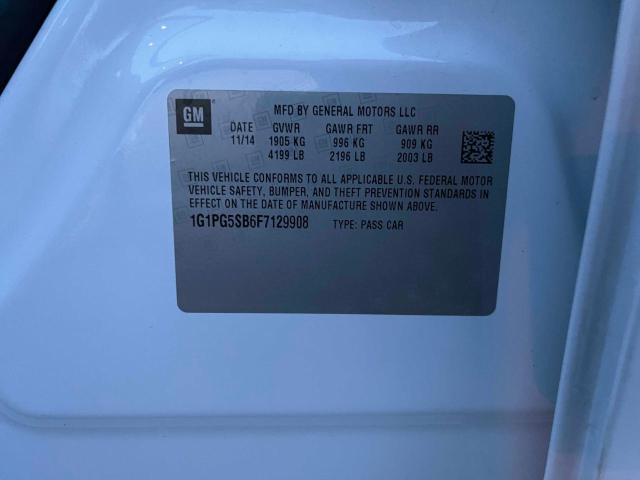 GM
MFD BY GENERAL MOTORS LLC
DATE GVWR GAWR FRT GAWR RR
11/14 1905 KG 996 KG 909 KG
4199 LB 2196 LB 2003 LB
THIS VEHICLE CONFORMS TO ALL APPLICABLE U.S. FEDERAL MOTOR
VEHICLE SAFETY, BUMPER, AND THEFT PREVENTION STANDARDS IN
EFFECT ON THE DATE OF MANUFACTURE SHOWN ABOVE.
1G1PG5SB6F7129908 TYPE: PASS CAR